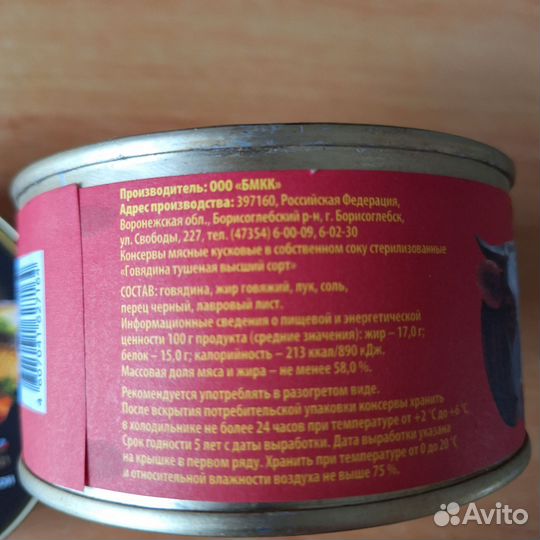 Производитель: ООО «БМКК»
Адрес производства: 397160, Российская Федерация,
Воронежская обл., Борисоглебский р-н, г. Борисоглебск,
ул. Свободы, 227, тел. (47354) 6-00-09, 6-02-30
Консервы мясные кусковые в собственном соку стерилизованные
«Говядина тушеная высший сорт»
СОСТАВ: говядина, жир говяжий, лук, соль,
перец черный, лавровый лист.
Информационные сведения о пищевой и энергетической
ценности 100 г продукта (средние значения): жир – 17,0 г;
белок – 15,0 г; калорийность – 213 ккал/890 кДж.
Массовая доля мяса и жира – не менее 58,0 %.
Рекомендуется употреблять в разогретом виде.
После вскрытия потребительской упаковки консервы хранить
в холодильнике не более 24 часов при температуре от +2 °С до +6 °С
Срок годности 5 лет с даты выработки. Дата выработки указана
на крышке в первом ряду. Хранить при температуре от 0 до 20 °С
и относительной влажности воздуха не выше 75 %.
Avito